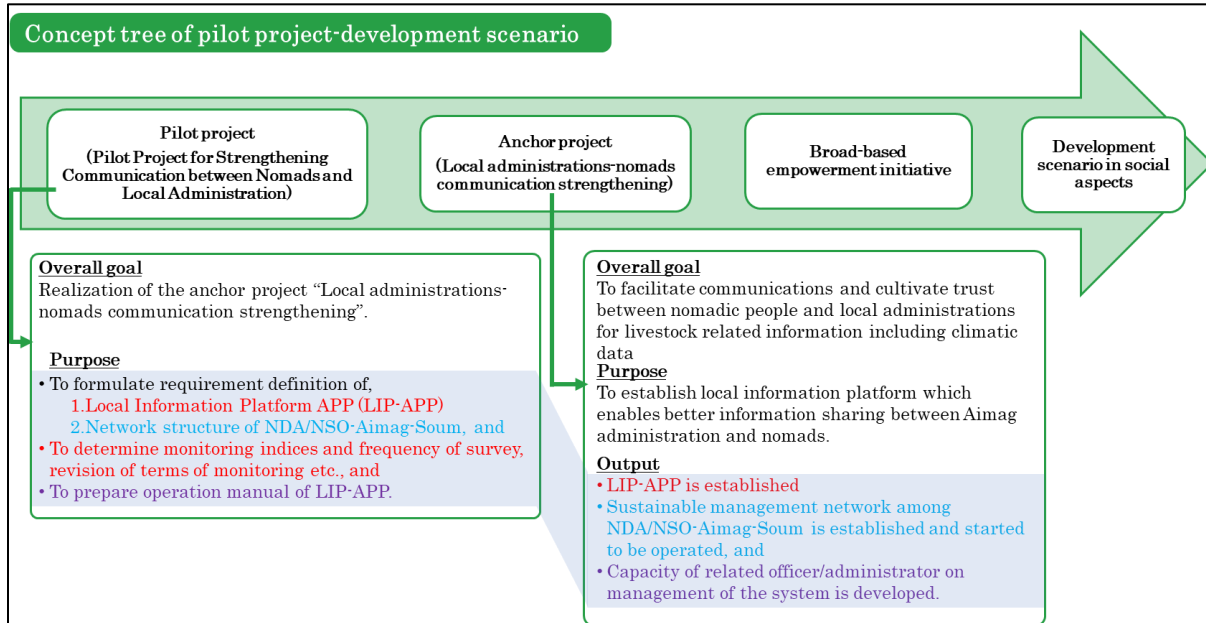 Concept tree of pilot project-development scenario
Pilot project
(Pilot Project for Strengthening
Communication between Nomads and
Local Administration)
Anchor project
(Local administrations-nomads
communication strengthening)
Broad-based
empowerment initiative
Development
scenario in social
aspects
Overall goal
Realization of the anchor project “Local administrations-
nomads communication strengthening”.
Purpose
• To formulate requirement definition of,
1.Local Information Platform APP (LIP-APP)
2.Network structure of NDA/NSO-Aimag-Soum, and
• To determine monitoring indices and frequency of survey,
revision of terms of monitoring etc., and
• To prepare operation manual of LIP-APP.
Overall goal
To facilitate communications and cultivate trust
between nomadic people and local administrations
for livestock related information including climatic
data
Purpose
To establish local information platform which
enables better information sharing between Aimag
administration and nomads.
Output
• LIP-APP is established
• Sustainable management network among
NDA/NSO-Aimag-Soum is established and started
to be operated, and
• Capacity of related officer/administrator on
management of the system is developed.